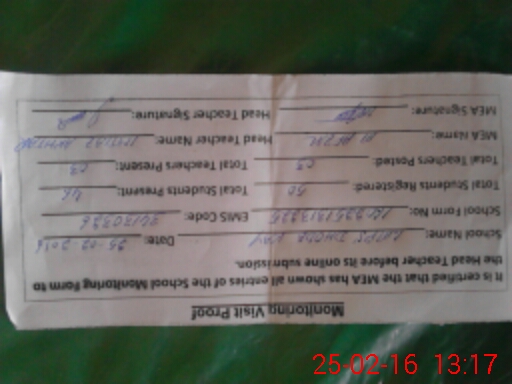 Monitoring Visit Proof
It is certified that the MEA has shown all entries of the School Monitoring Form to
the Head Teacher before its online submission.
School Name: Date: 25-02-2016
School Form No: EMIS Code: 36130326
Total Students Registered: 50 Total Students Present: 46
Total Teachers Posted: 03 Total Teachers Present: 03
MEA Name: Head Teacher Name: IMTIAZ
MEA Signature: Head Teacher Signature:
25-02-16 13:17